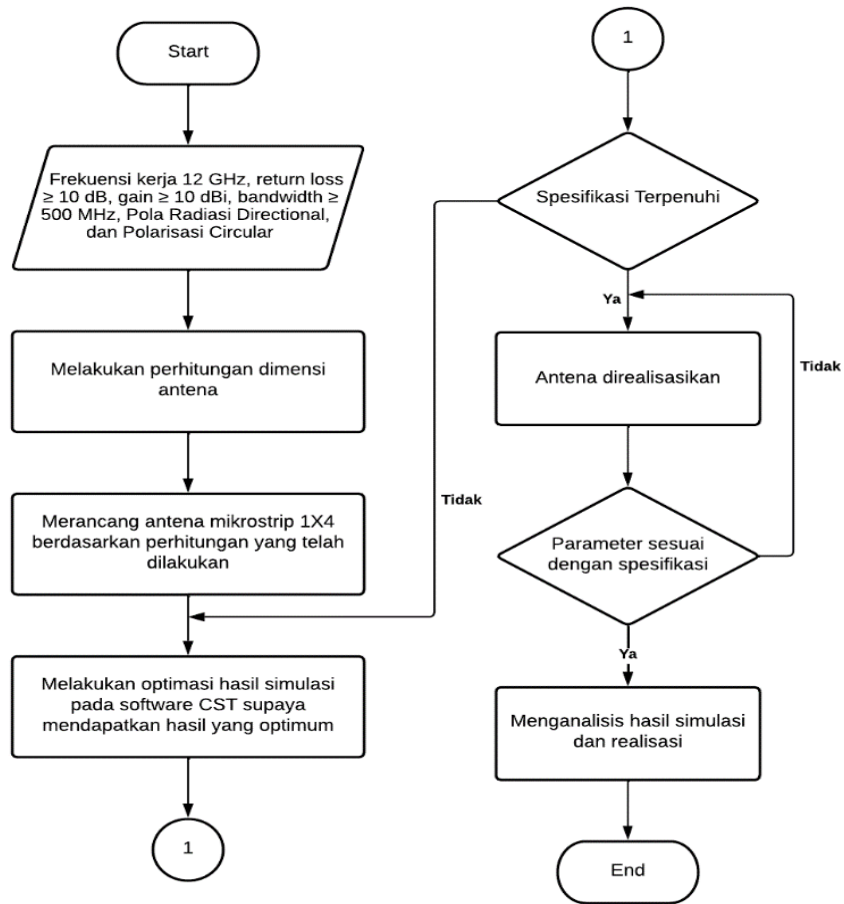 Start
Frekuensi kerja 12 GHz, return loss
≥ 10 dB, gain ≥ 10 dBi, bandwidth ≥
500 MHz, Pola Radiasi Directional,
dan Polarisasi Circular
Melakukan perhitungan dimensi
antena
Merancang antena mikrostrip 1X4
berdasarkan perhitungan yang telah
dilakukan
Melakukan optimasi hasil simulasi
pada software CST supaya
mendapatkan hasil yang optimum
1
1
Spesifikasi Terpenuhi
Tidak
Ya
Antena direalisasikan
Tidak
Parameter sesuai
dengan spesifikasi
Ya
Menganalisis hasil simulasi
dan realisasi
End